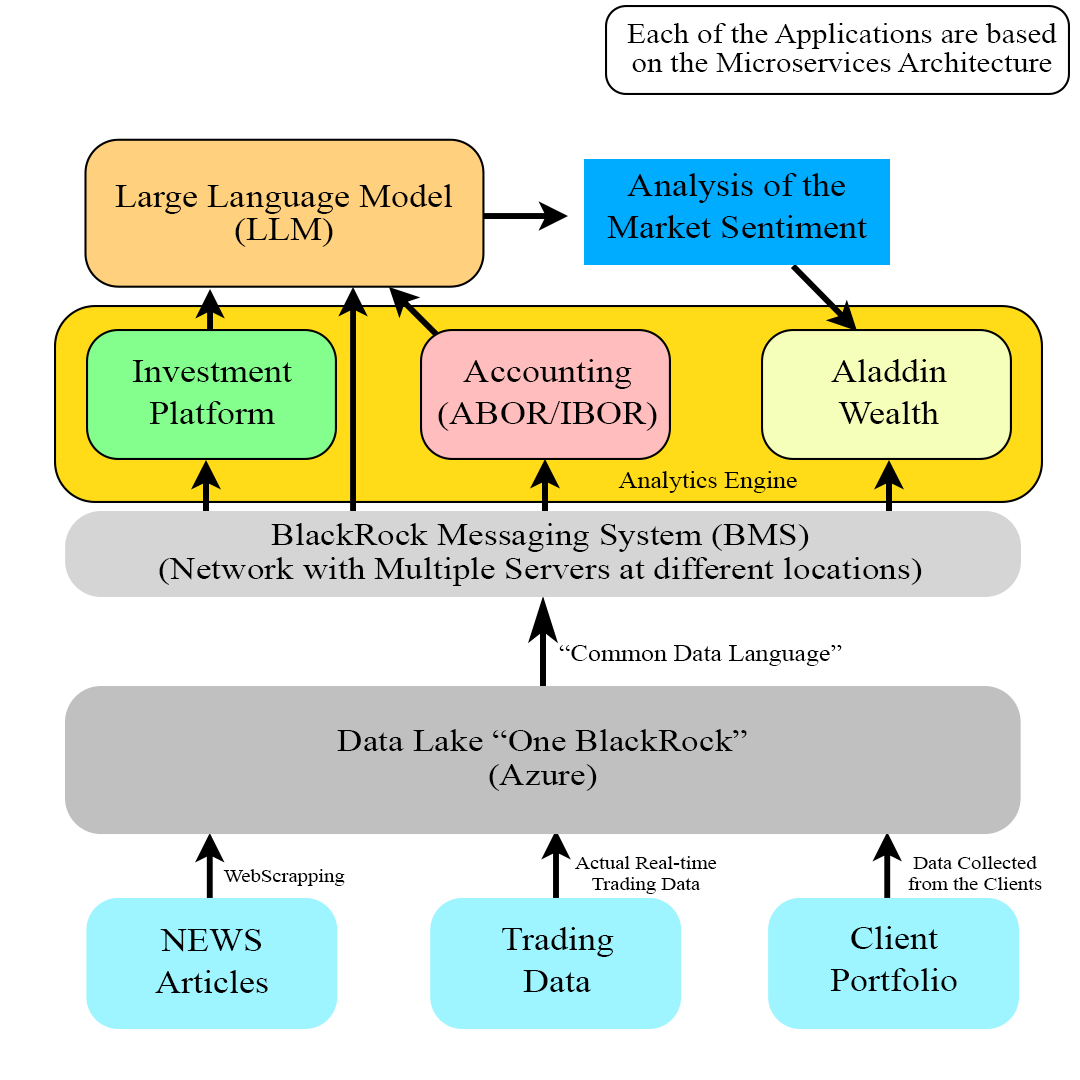 Each of the Applications are based
on the Microservices Architecture
Large Language Model
(LLM)
Analysis of the
Market Sentiment
Investment
Platform
Accounting
(ABOR/IBOR)
Aladdin
Wealth
Analytics Engine
BlackRock Messaging System (BMS)
(Network with Multiple Servers at different locations)
“Common Data Language”
Data Lake “One BlackRock”
(Azure)
WebScrapping
Actual Real-time
Trading Data
Data Collected
from the Clients
NEWS
Articles
Trading
Data
Client
Portfolio